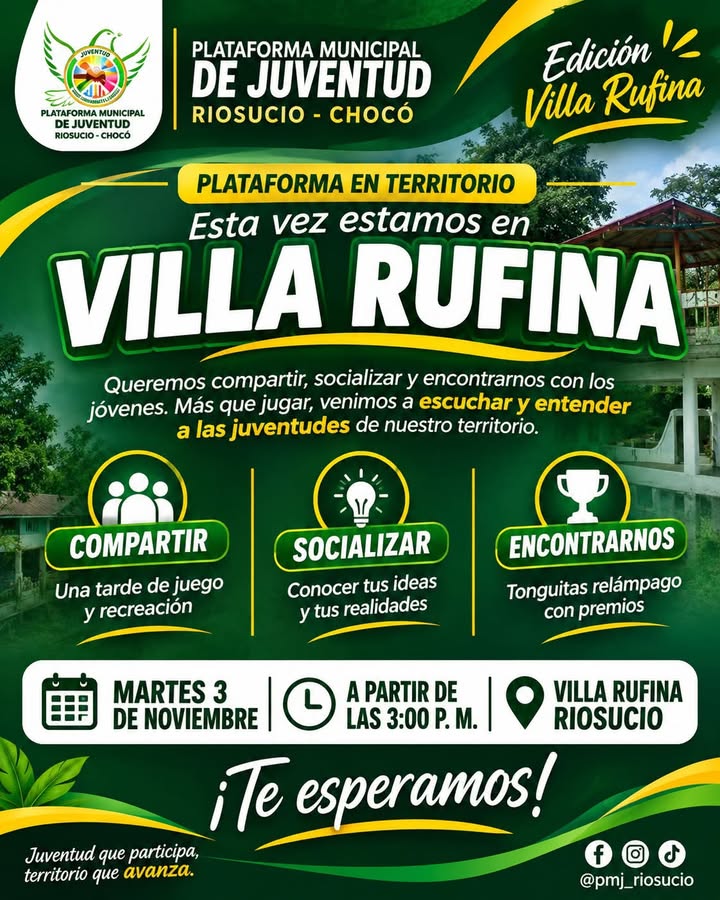 JUVENTUD
PLATAFORMA MUNICIPAL
DE JUVENTUD
RIOSUCIO - CHOCÓ
PLATAFORMA MUNICIPAL
DE JUVENTUD
RIOSUCIO - CHOCÓ
Edición
Villa Rufina
PLATAFORMA EN TERRITORIO
Esta vez estamos en
VILLA RUFINA
Queremos compartir, socializar y encontrarnos con los
jóvenes. Más que jugar, venimos a escuchar y entender
a las juventudes de nuestro territorio.
COMPARTIR
Una tarde de juego
y recreación
SOCIALIZAR
Conocer tus ideas
y tus realidades
ENCONTRARNOS
Tonguitas relámpago
con premios
MARTES 3
DE NOVIEMBRE
A PARTIR DE
LAS 3:00 P. M.
VILLA RUFINA
RIOSUCIO
¡Te esperamos!
Juventud que participa,
territorio que avanza.
@pmj_riosucio